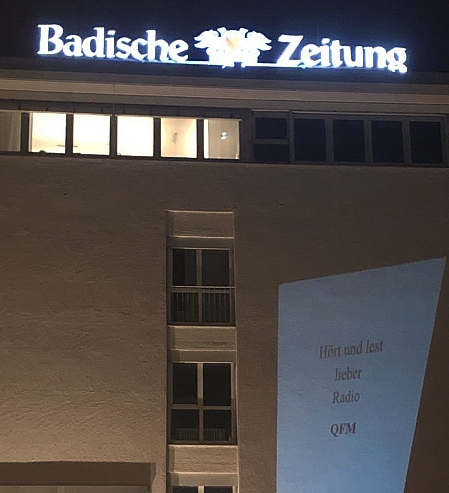 Badische Zeitung
Hört und lest
lieber
Radio
QFM